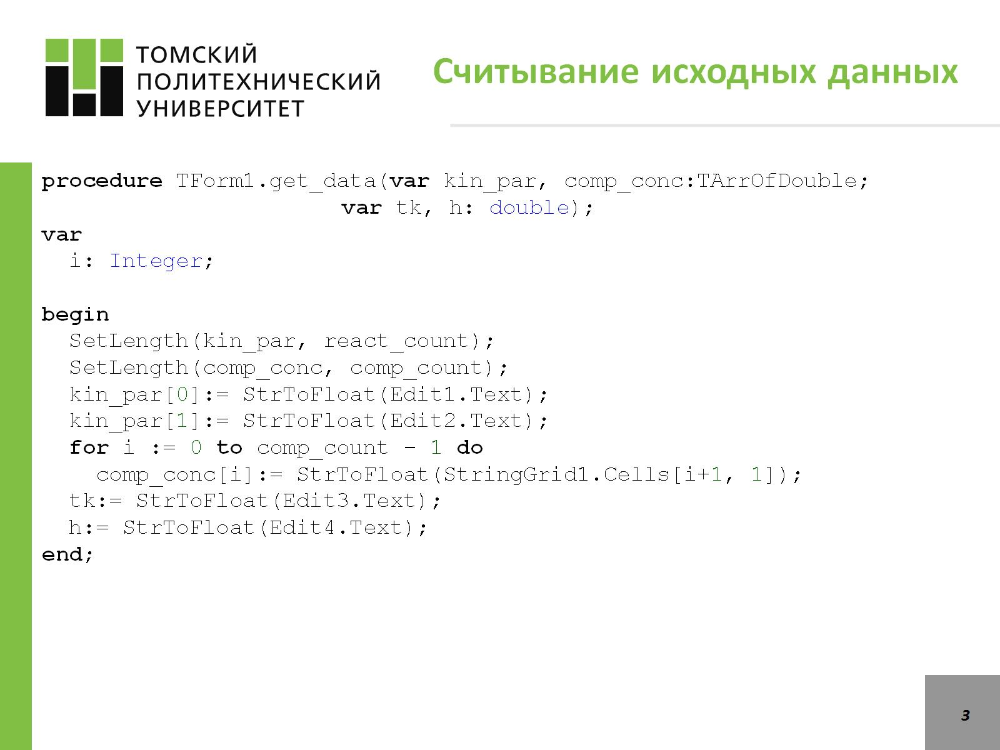 ТОМСКИЙ
ПОЛИТЕХНИЧЕСКИЙ
УНИВЕРСИТЕТ
Считывание исходных данных
procedure TForm1.get_data(var kin_par, comp_conc:TArrOfDouble;
var tk, h: double);
var
i: Integer;
begin
SetLength(kin_par, react_count);
SetLength(comp_conc, comp_count);
kin_par[0]:= StrToFloat(Edit1.Text);
kin_par[1]:= StrToFloat(Edit2.Text);
for i := 0 to comp_count - 1 do
comp_conc[i]:= StrToFloat(StringGrid1.Cells[i+1, 1]);
tk:= StrToFloat(Edit3.Text);
h:= StrToFloat(Edit4.Text);
end;
3